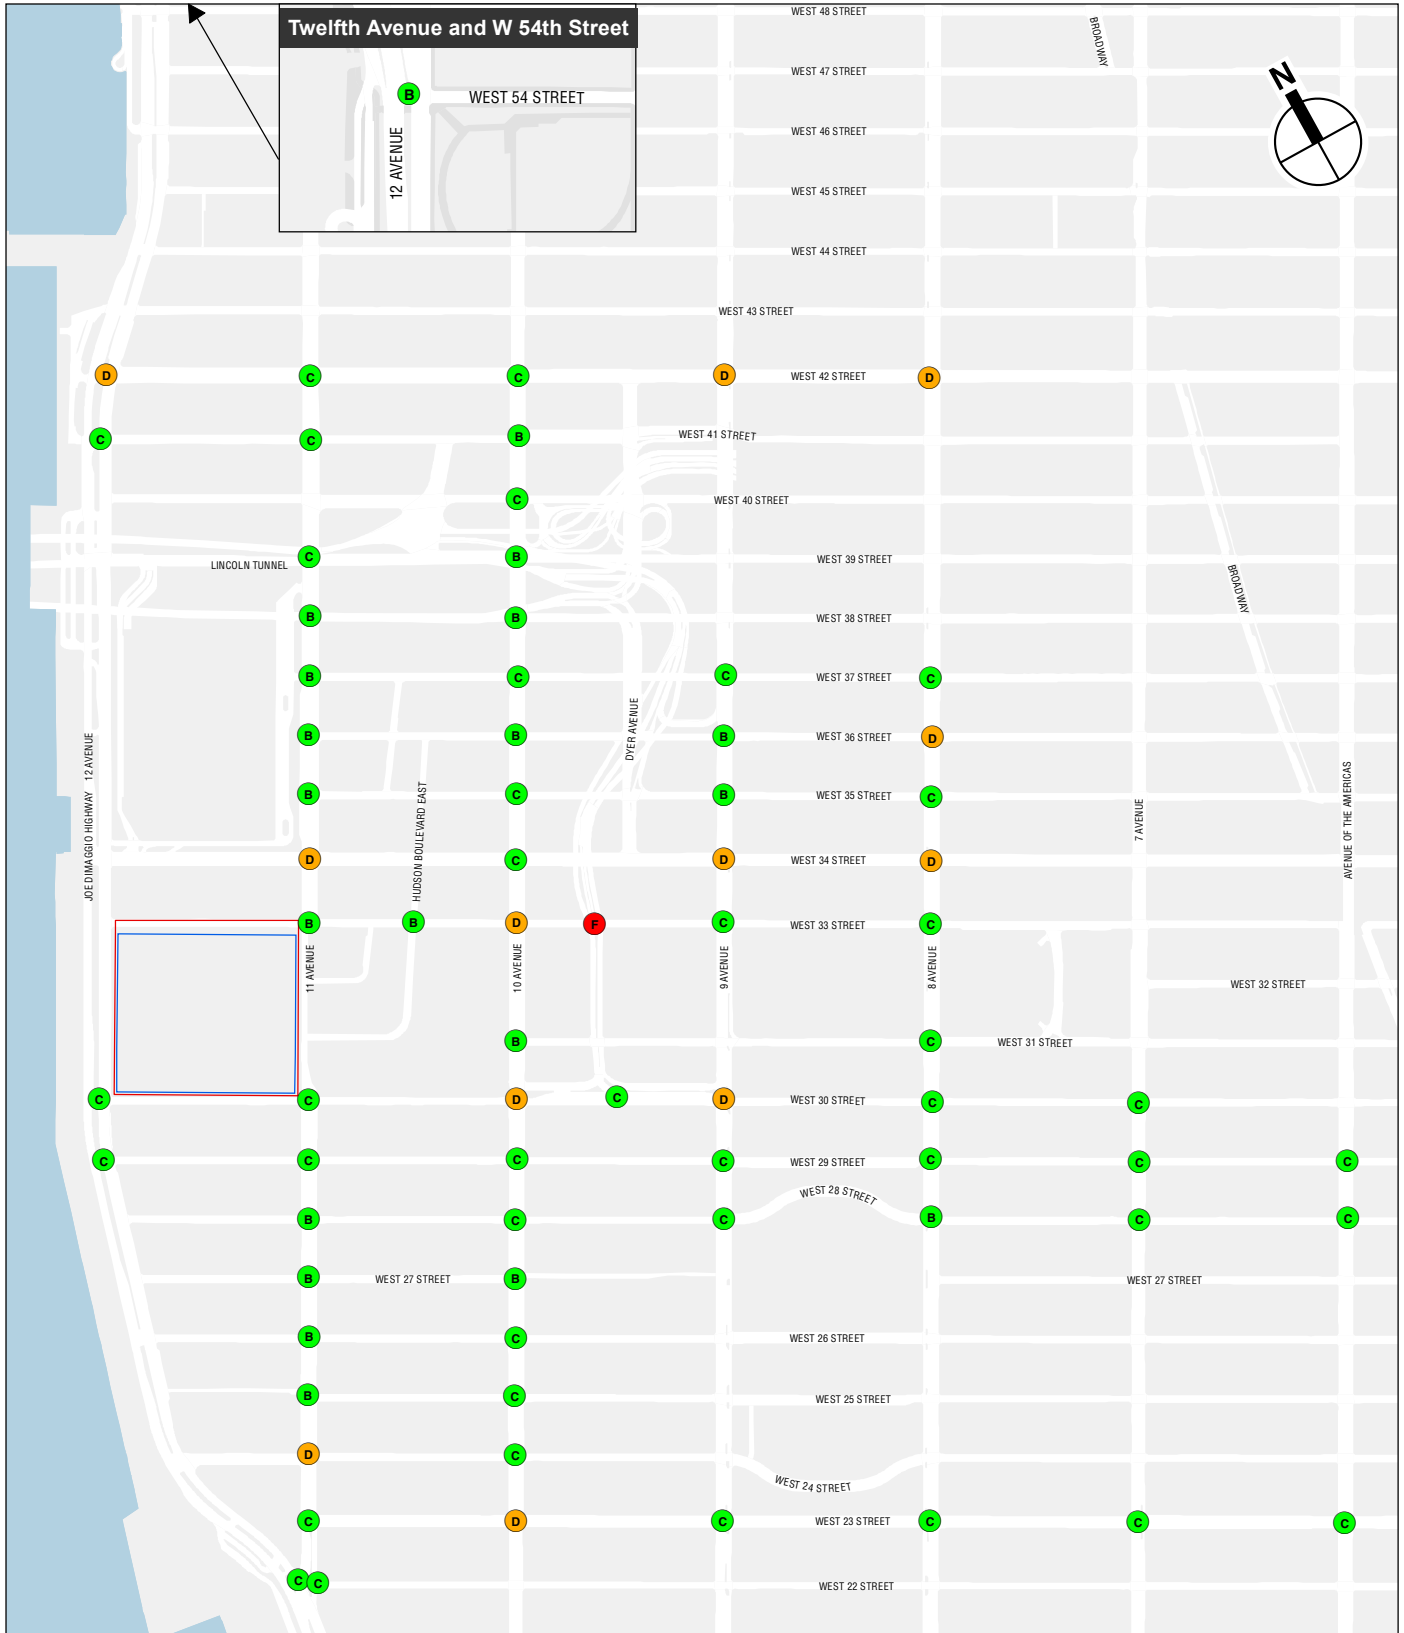 WEST 48 STREET
Twelfth Avenue and W 54th Street
BROADWAY
WEST 47 STREET
N
B
WEST 54 STREET
12 AVENUE
WEST 46 STREET
WEST 45 STREET
WEST 44 STREET
WEST 43 STREET
D
C
C
D
WEST 42 STREET
D
C
C
B
WEST 41 STREET
C
WEST 40 STREET
LINCOLN TUNNEL
C
B
WEST 39 STREET
BROADWAY
B
B
WEST 38 STREET
B
C
C
WEST 37 STREET
C
B
B
DYER AVENUE
B
WEST 36 STREET
D
B
C
B
WEST 35 STREET
C
JOE DIMAGGIO HIGHWAY 12 AVENUE
HUDSON BOULEVARD EAST
7 AVENUE
AVENUE OF THE AMERICAS
D
C
D
WEST 34 STREET
D
B
B
D
F
C
WEST 33 STREET
C
11 AVENUE
10 AVENUE
9 AVENUE
8 AVENUE
WEST 32 STREET
B
C
WEST 31 STREET
C
C
D
C
D
WEST 30 STREET
C
C
C
C
C
C
WEST 29 STREET
C
C
C
B
C
C
WEST 28 STREET
B
C
C
B
WEST 27 STREET
B
WEST 27 STREET
B
C
WEST 26 STREET
B
C
WEST 25 STREET
D
C
WEST 24 STREET
C
D
C
WEST 23 STREET
C
C
C
C
C
WEST 22 STREET